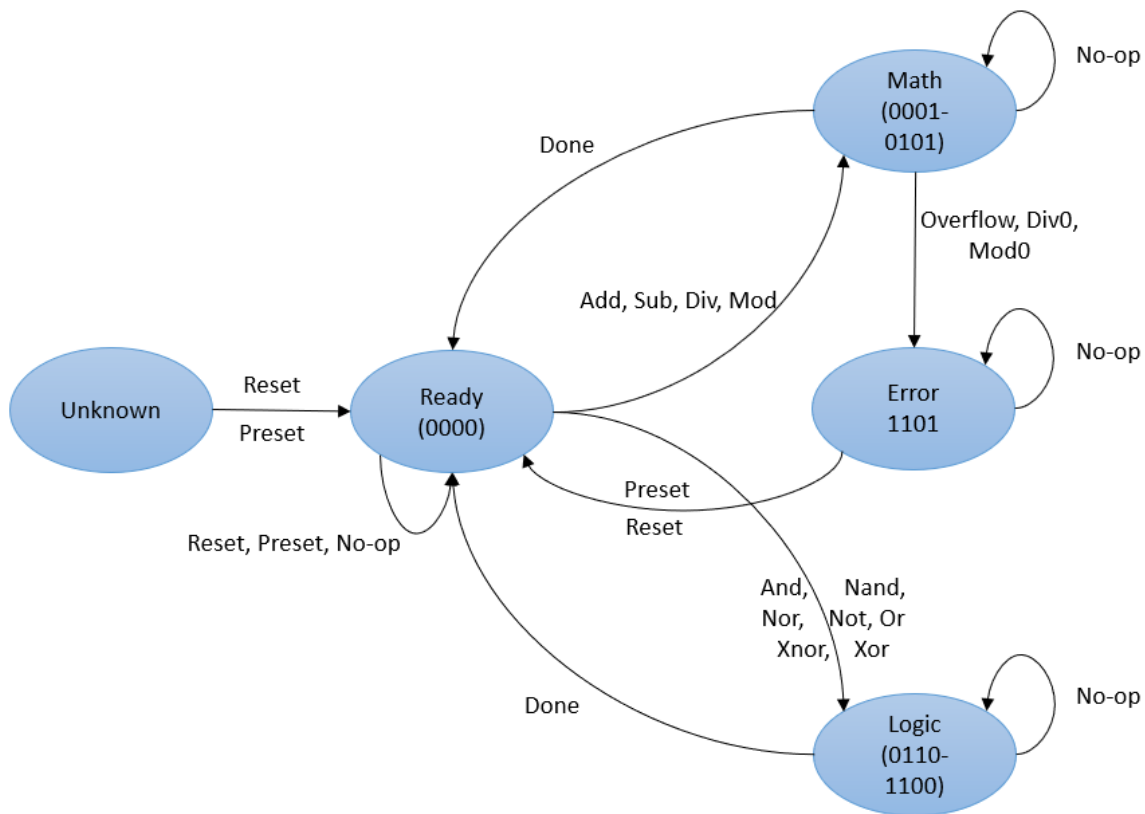 Math
(0001-
0101)
No-op
Done
Overflow, Div0,
Mod0
Add, Sub, Div, Mod
Unknown
Reset
Preset
Ready
(0000)
Error
1101
No-op
Reset, Preset, No-op
Preset
Reset
And,
Nor,
Xnor,
Nand,
Not, Or
Xor
Done
Logic
(0110-
1100)
No-op